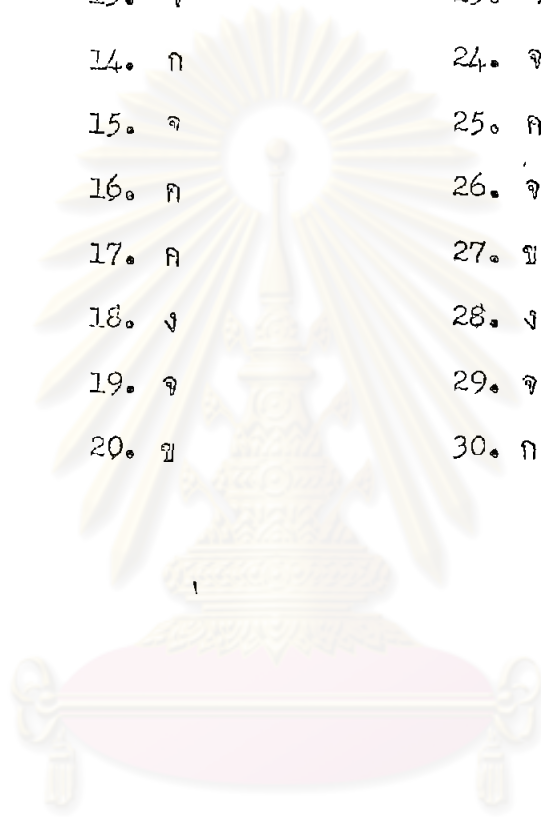 14. ก 24. จ
15. จ 25. ค
16. ค 26. จ
17. ค 27. ข
18. ง 28. ง
19. จ 29. จ
20. ข 30. ก